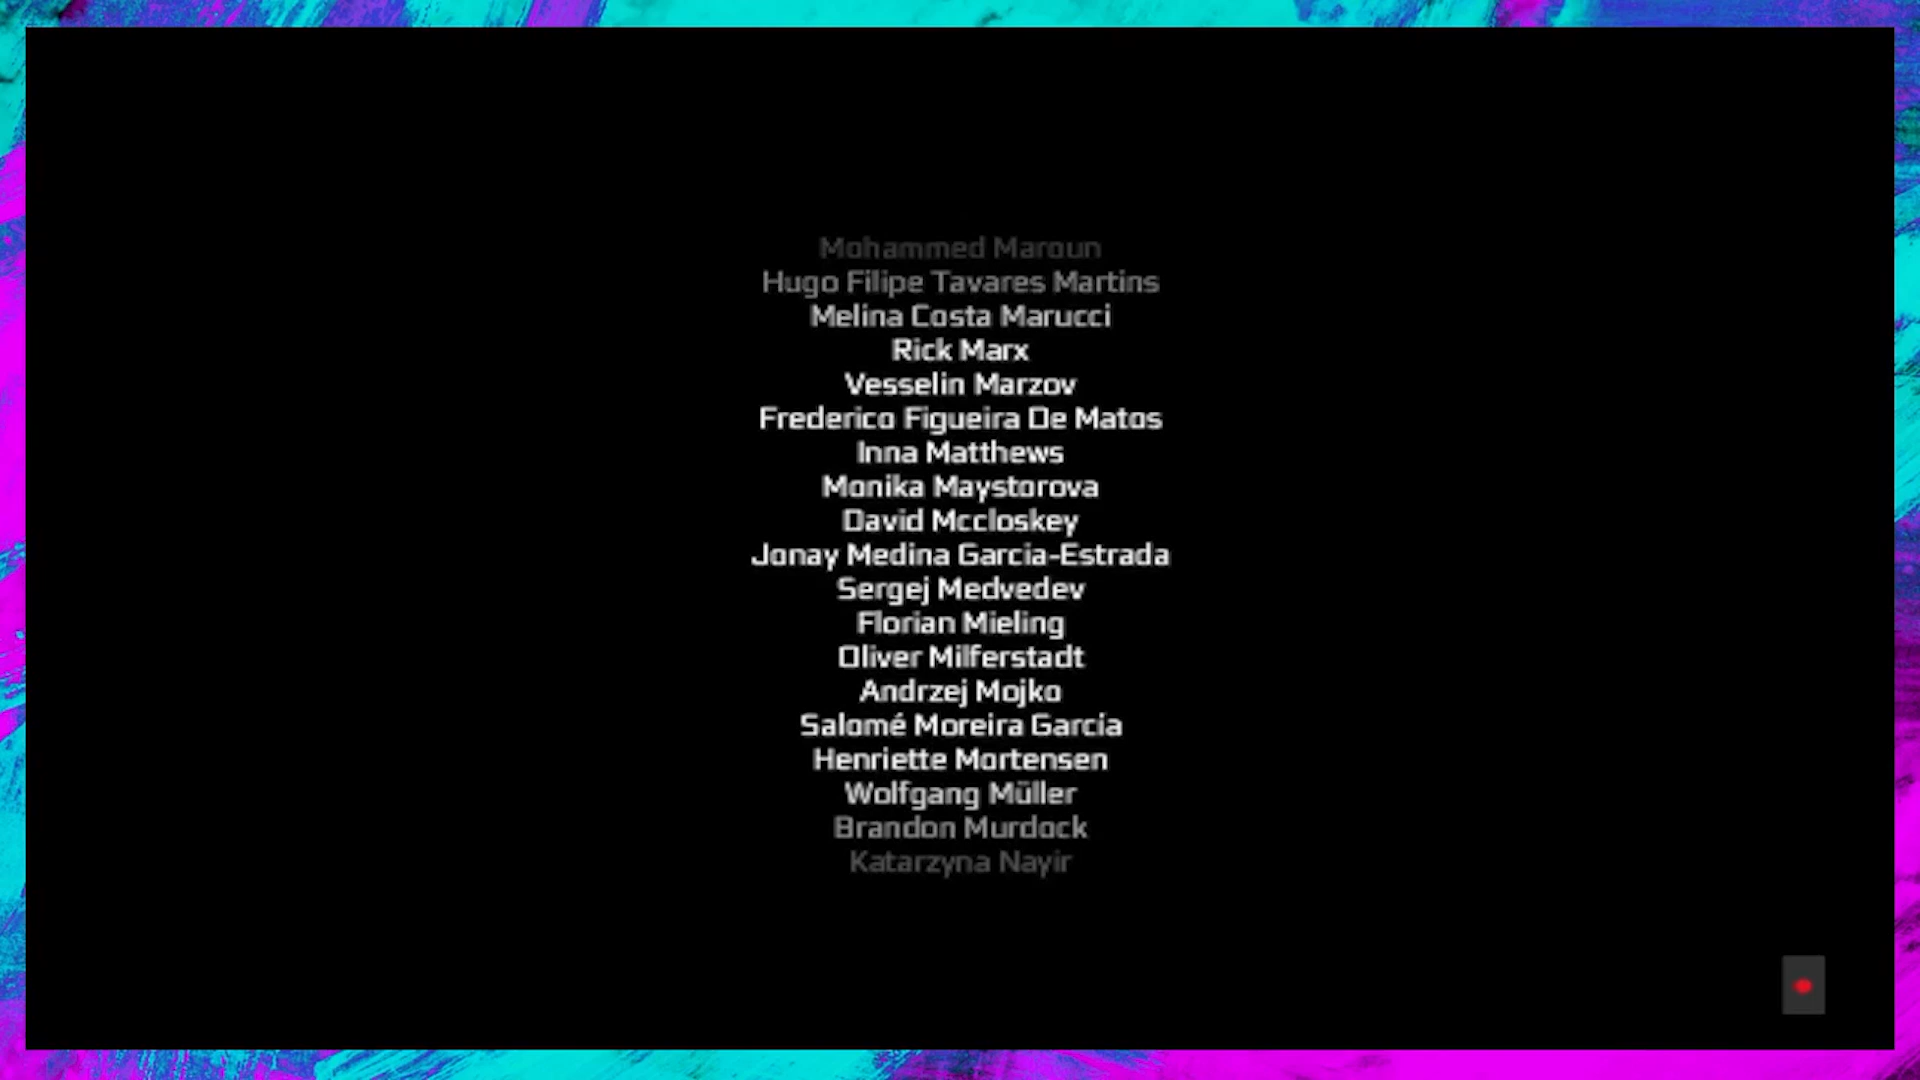 Mohammed Maroun
Hugo Filipe Tavares Martins
Melina Costa Marucci
Rick Marx
Vesselin Marzov
Frederico Figueira De Matos
Inna Matthews
Monika Maystorova
David Mccloskey
Jonay Medina Garcia-Estrada
Sergej Medvedev
Florian Mieling
Oliver Milferstadt
Andrzej Mojko
Salomé Moreira García
Henriette Mortensen
Wolfgang Müller
Brandon Murdock
Katarzyna Nayir